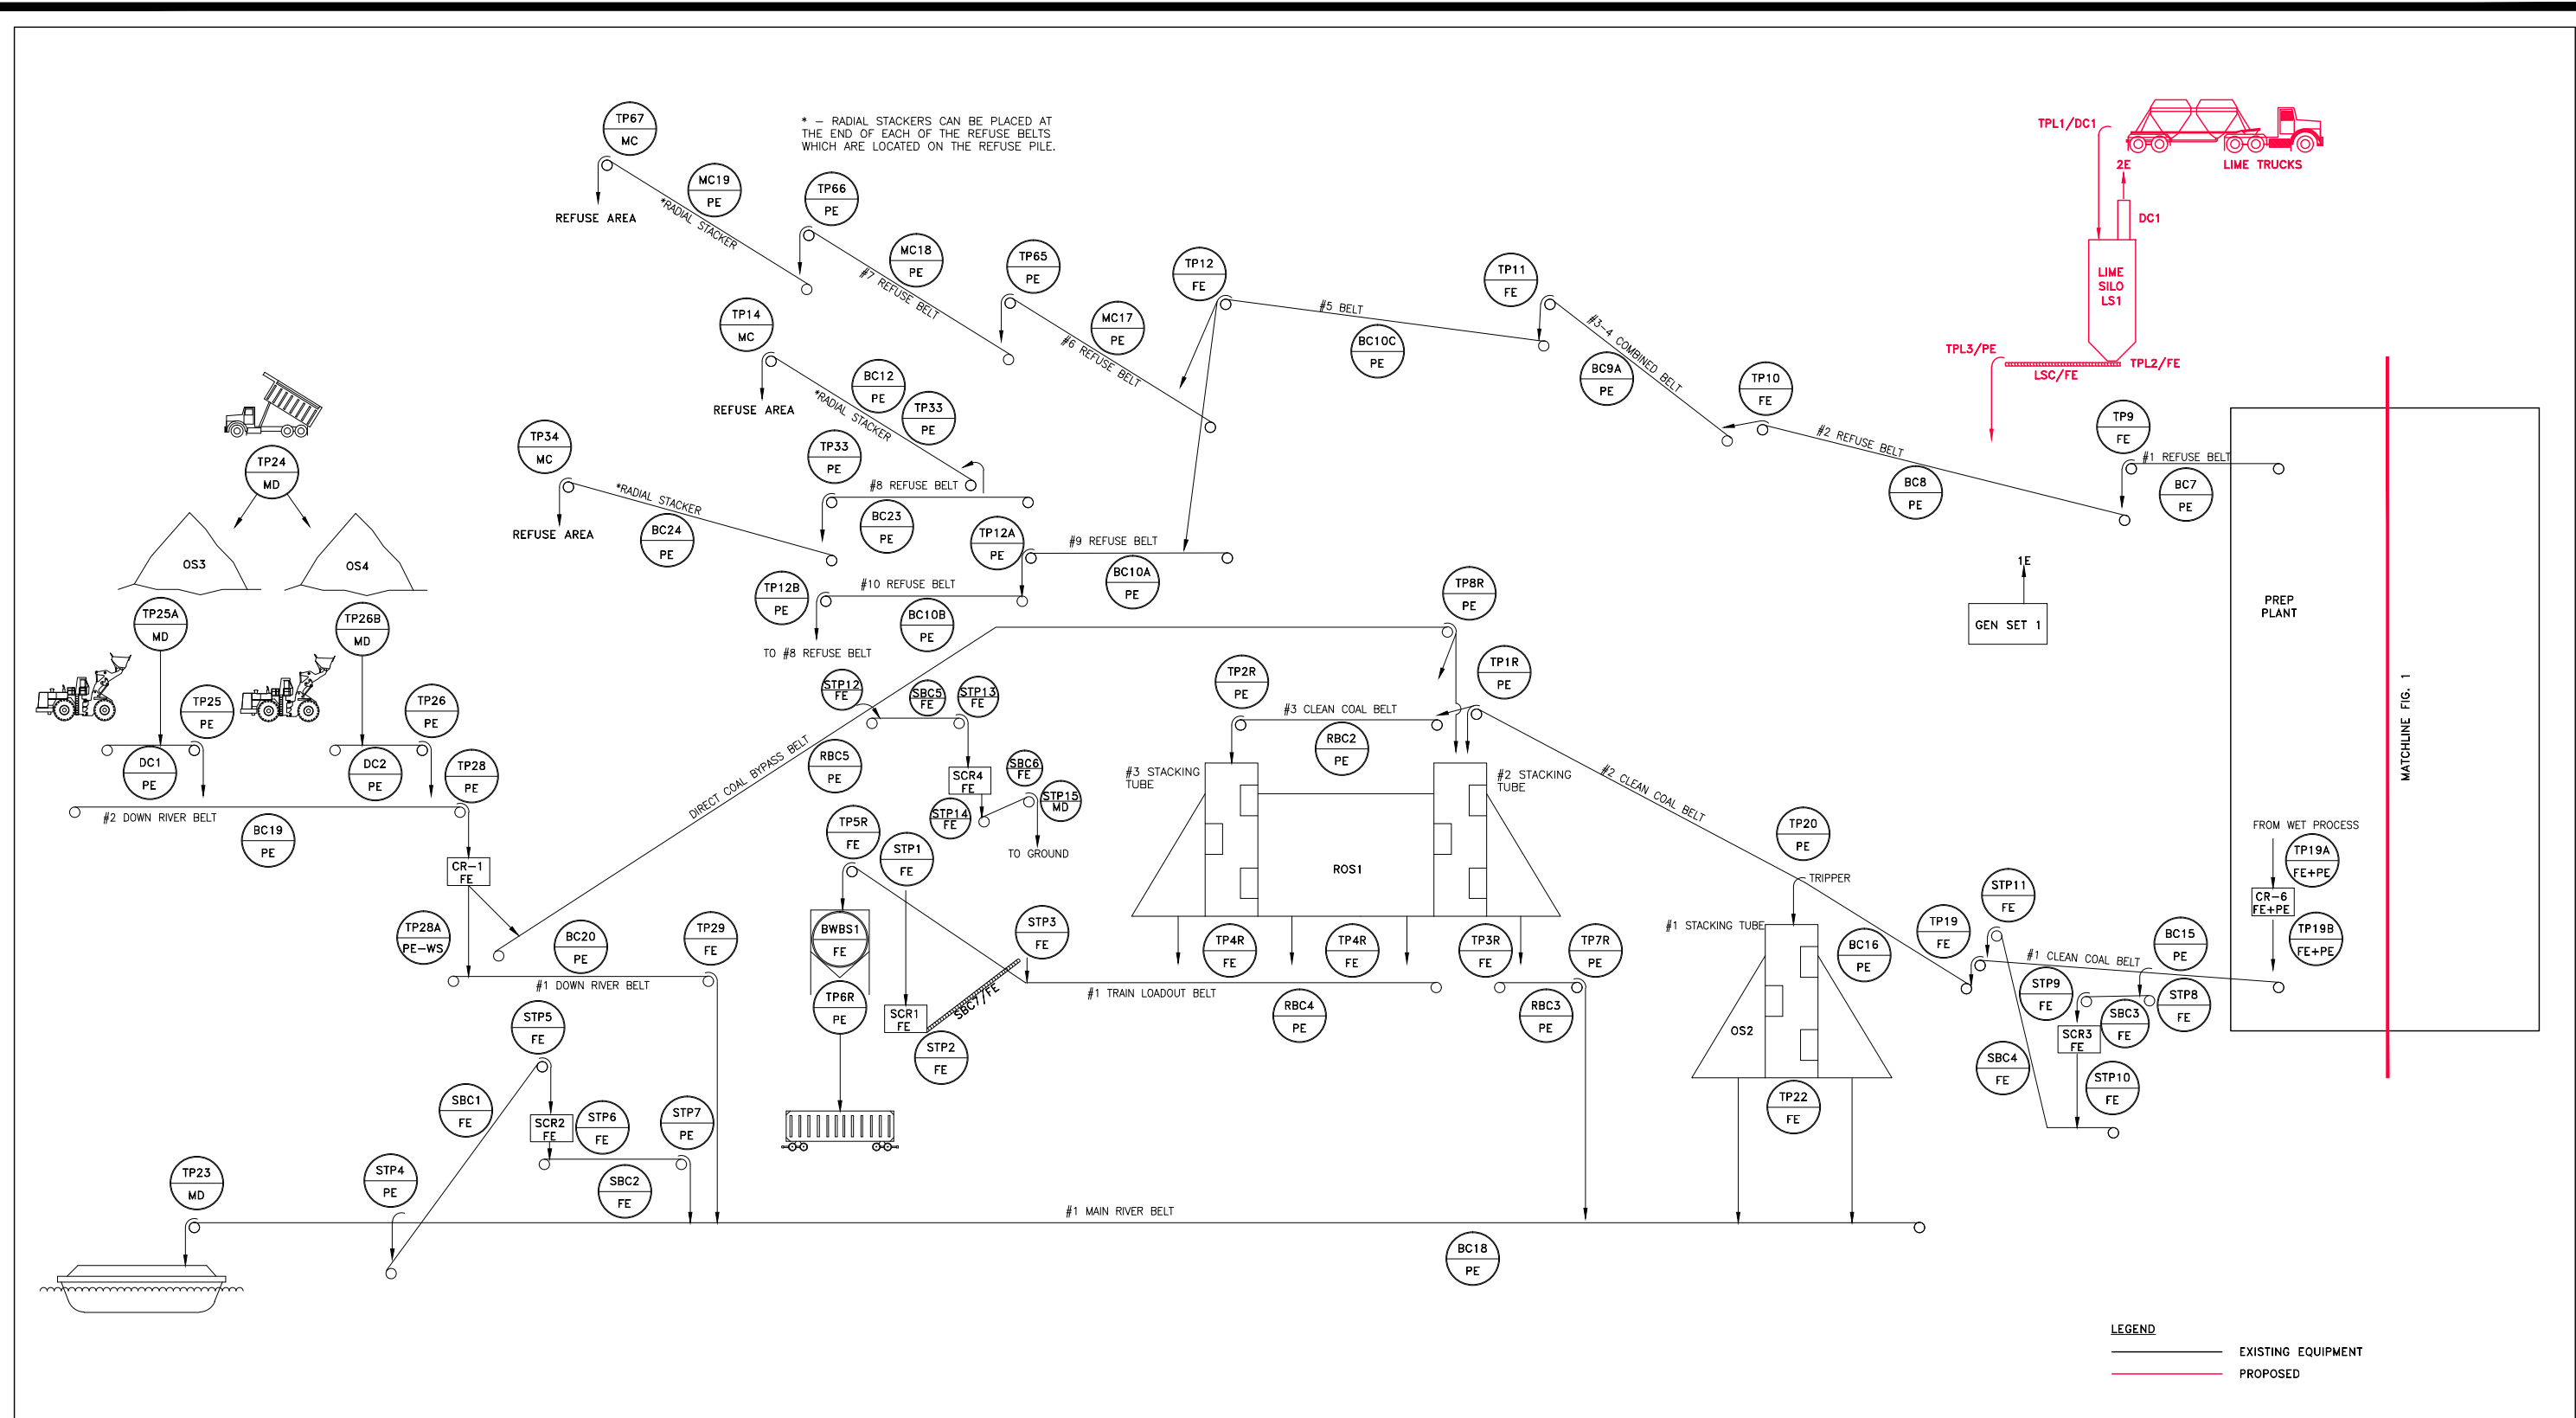 TP67
MC
* – RADIAL STACKERS CAN BE PLACED AT
THE END OF EACH OF THE REFUSE BELTS
WHICH ARE LOCATED ON THE REFUSE PILE.
TPL1/DC1
2E
LIME TRUCKS
DC1
LIME
SILO
LS1
TPL3/PE
TPL2/FE
LSC/FE
MC19
PE
*RADIAL STACKER
REFUSE AREA
TP66
PE
MC18
PE
#7 REFUSE BELT
TP65
PE
MC17
PE
#6 REFUSE BELT
TP12
FE
#5 BELT
BC10C
PE
TP11
FE
#3-4 COMBINED BELT
BC9A
PE
TP10
FE
#2 REFUSE BELT
BC8
PE
TP9
FE
#1 REFUSE BELT
BC7
PE
TP14
MC
REFUSE AREA
BC12
PE
*RADIAL STACKER
TP33
PE
TP34
MC
REFUSE AREA
*RADIAL STACKER
BC24
PE
TP33
PE
#8 REFUSE BELT
BC23
PE
TP12A
PE
#9 REFUSE BELT
BC10A
PE
TP12B
PE
#10 REFUSE BELT
BC10B
PE
TO #8 REFUSE BELT
TP24
MD
OS3
OS4
TP25A
MD
TP26B
MD
TP25
PE
TP26
PE
DC1
PE
DC2
PE
TP28
PE
#2 DOWN RIVER BELT
BC19
PE
CR-1
FE
TP28A
PE-WS
BC20
PE
#1 DOWN RIVER BELT
TP29
FE
DIRECT COAL BYPASS BELT
RBC5
PE
TP8R
PE
STP12
FE
SBC5
FE
STP13
FE
SCR4
FE
SBC6
FE
STP14
FE
STP15
MD
TO GROUND
TP2R
PE
TP1R
PE
#3 CLEAN COAL BELT
RBC2
PE
#3 STACKING
TUBE
#2 STACKING
TUBE
ROS1
#2 CLEAN COAL BELT
TP4R
FE
TP4R
FE
TP3R
FE
TP7R
PE
TP5R
FE
STP1
FE
BWBS1
FE
TP6R
PE
SCR1
FE
STP2
FE
SBC7/FE
STP3
FE
#1 TRAIN LOADOUT BELT
RBC4
PE
RBC3
PE
TP20
PE
TRIPPER
#1 STACKING TUBE
OS2
TP22
FE
BC16
PE
TP19
FE
STP11
FE
#1 CLEAN COAL BELT
BC15
PE
STP9
FE
SBC3
FE
STP8
FE
SCR3
FE
SBC4
FE
STP10
FE
1E
GEN SET 1
PREP
PLANT
MATCHLINE FIG. 1
FROM WET PROCESS
TP19A
FE+PE
CR-6
FE+PE
TP19B
FE+PE
STP5
FE
SBC1
FE
SCR2
FE
STP6
FE
STP7
PE
SBC2
FE
STP4
PE
TP23
MD
#1 MAIN RIVER BELT
BC18
PE
LEGEND
EXISTING EQUIPMENT
PROPOSED